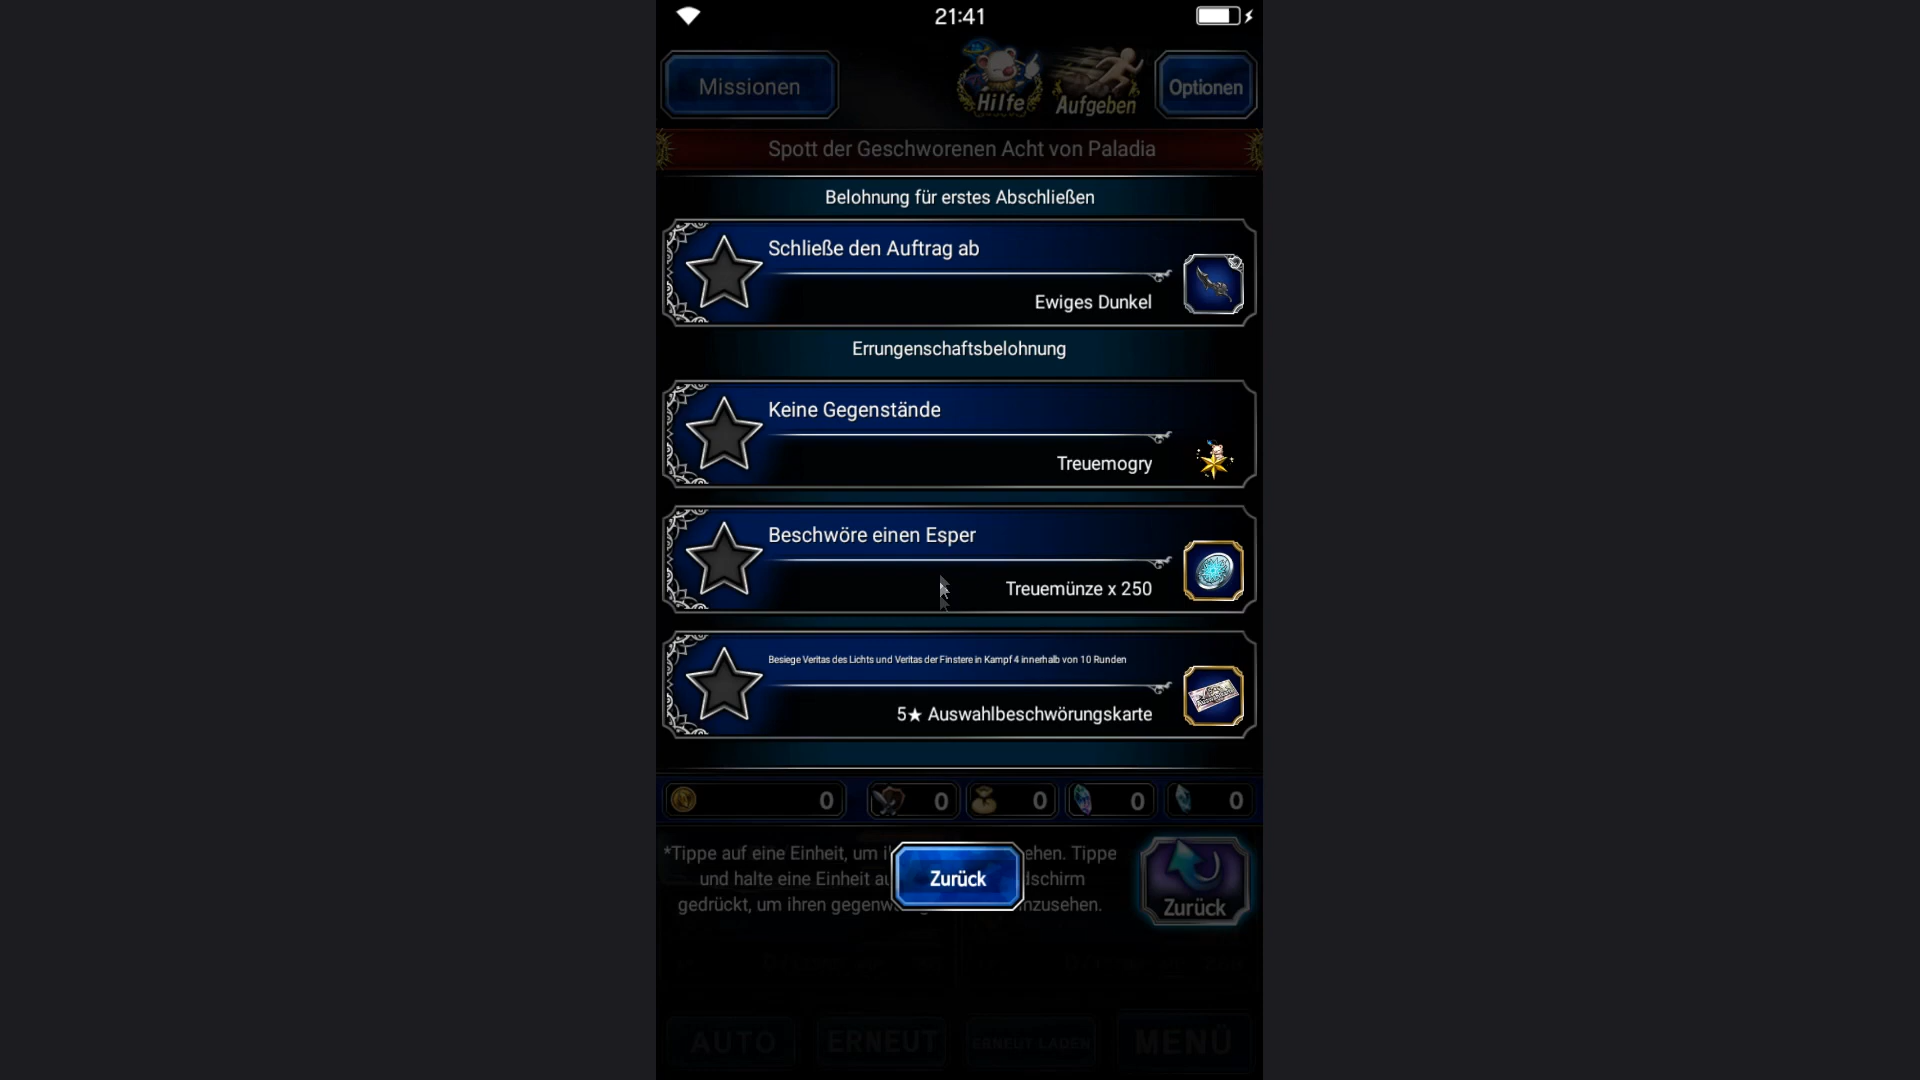 21:41
Missionen
Hilfe
Aufgeben
Optionen
Spott der Geschworenen Acht von Paladia
Belohnung für erstes Abschließen
Schließe den Auftrag ab
Ewiges Dunkel
Errungenschaftsbelohnung
Keine Gegenstände
Treuemogry
Beschwöre einen Esper
Treuemünze x 250
Besiege Veritas des Lichts und Veritas der Finstere in Kampf 4 innerhalb von 10 Runden
5★ Auswahlbeschwörungskarte
0 0 0 0 0
*Tippe auf eine Einheit, um ehen. Tippe
und halte eine Einheit dschirm
gedrückt, um ihren nzusehen.
Zurück
Zurück
AUTO ERNEUT ERNEUT LADEN MENÜ